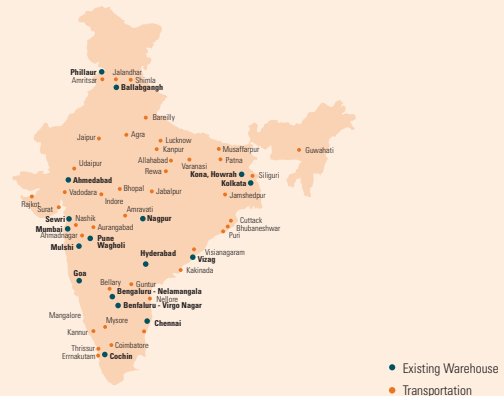 Phillaur Jalandhar
Amritsar Shimla
Ballabgangh
Bareilly
Agra
Jaipur
Lucknow
Kanpur
Musaffarpur
Guwahati
Allahabad
Varanasi
Patna
Udaipur
Rewa
Kona, Howrah
Siliguri
Ahmedabad
Kolkata
Vadodara
Bhopal
Jabalpur
Indore
Jamshedpur
Rajkot
Surat
Amravati
Sewri Nashik
Nagpur
Cuttack
Mumbai
Aurangabad
Bhubaneshwar
Ahmadnagar
Puri
Pune
Mulshi
Wagholi
Visianagaram
Hyderabad
Vizag
Kakinada
Goa
Bellary
Guntur
Bengaluru - Nelamangala
Nellore
Benfaluru - Virgo Nagar
Mangalore
Mysore
Chennai
Kannur
Thrissur
Coimbatore
Errnakutam
Cochin
Existing Warehouse
Transportation